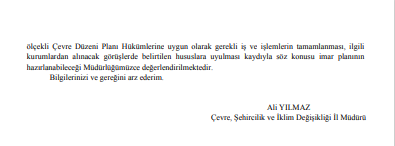 ölçekli Çevre Düzeni Planı Hükümlerine uygun olarak gerekli iş ve işlemlerin tamamlanması, ilgili
kurumlardan alınacak görüşlerde belirtilen hususlara uyulması kaydıyla söz konusu imar planının
hazırlanabileceği Müdürlüğümüzce değerlendirilmektedir.
Bilgilerinizi ve gereğini arz ederim.
Ali YILMAZ
Çevre, Şehircilik ve İklim Değişikliği İl Müdürü